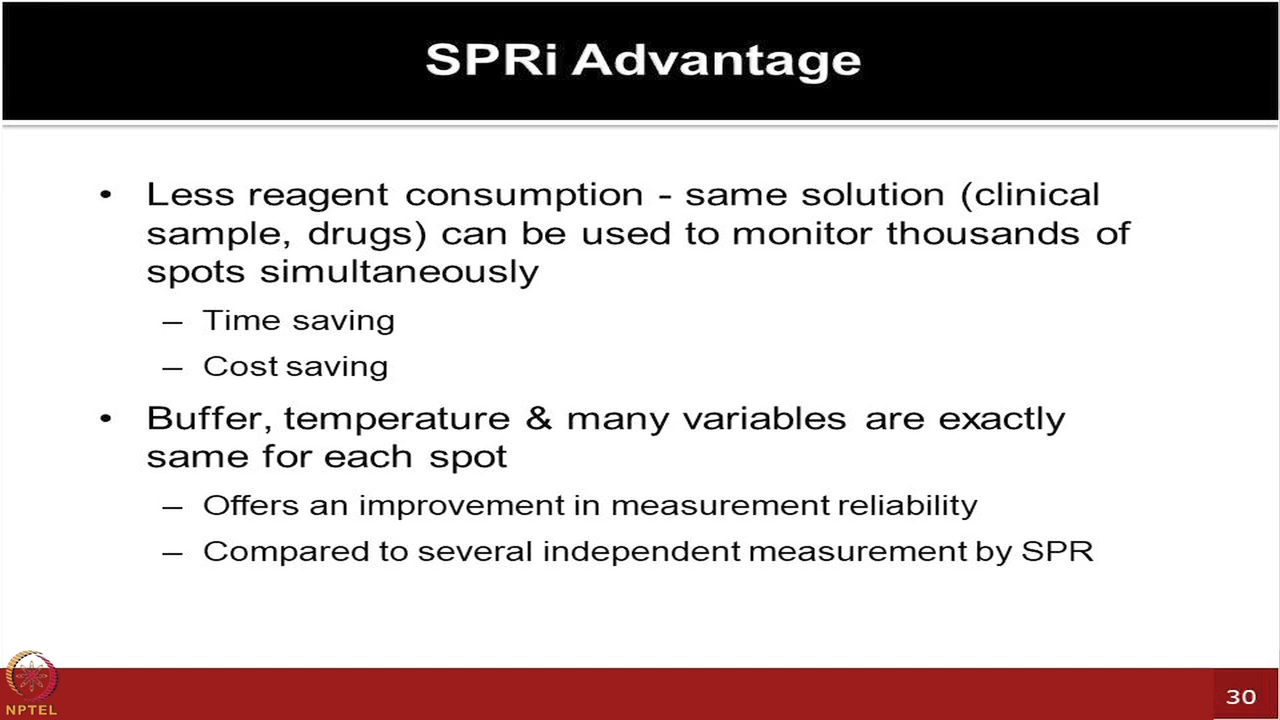 SPRi Advantage
• Less reagent consumption - same solution (clinical
sample, drugs) can be used to monitor thousands of
spots simultaneously
– Time saving
– Cost saving
• Buffer, temperature & many variables are exactly
same for each spot
– Offers an improvement in measurement reliability
– Compared to several independent measurement by SPR
NPTEL
30